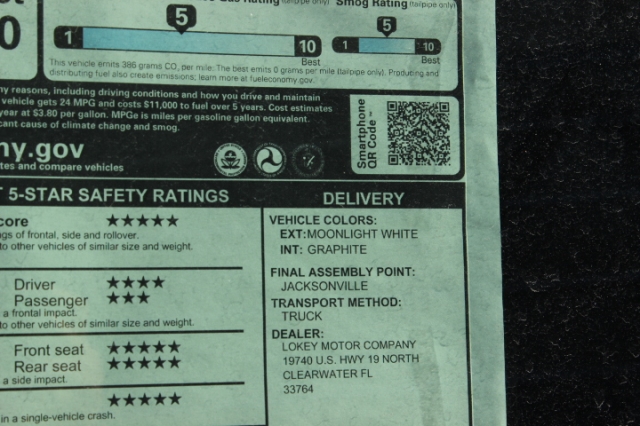 Gas Rating (tailpipe only)
Smog Rating (tailpipe only)
0
5
5
1
10
1
10
Best
Best
This vehicle emits 386 grams CO2 per mile. The best emits 0 grams per mile (tailpipe only). Producing and
distributing fuel also create emissions; learn more at fueleconomy.gov.
ny reasons, including driving conditions and how you drive and maintain
vehicle gets 24 MPG and costs $11,000 to fuel over 5 years. Cost estimates
year at $3.80 per gallon. MPGe is miles per gasoline gallon equivalent.
cant cause of climate change and smog.
Smartphone
QR Code™
ny.gov
tes and compare vehicles
T 5-STAR SAFETY RATINGS
core ★★★★★
ngs of frontal, side and rollover.
to other vehicles of similar size and weight.
Driver ★★★★
Passenger ★★★
a frontal impact.
to other vehicles of similar size and weight.
Front seat ★★★★★
Rear seat ★★★★★
a side impact.
★★★★★
in a single-vehicle crash.
DELIVERY
VEHICLE COLORS:
EXT:MOONLIGHT WHITE
INT: GRAPHITE
FINAL ASSEMBLY POINT:
JACKSONVILLE
TRANSPORT METHOD:
TRUCK
DEALER:
LOKEY MOTOR COMPANY
19740 U.S. HWY 19 NORTH
CLEARWATER FL
33764